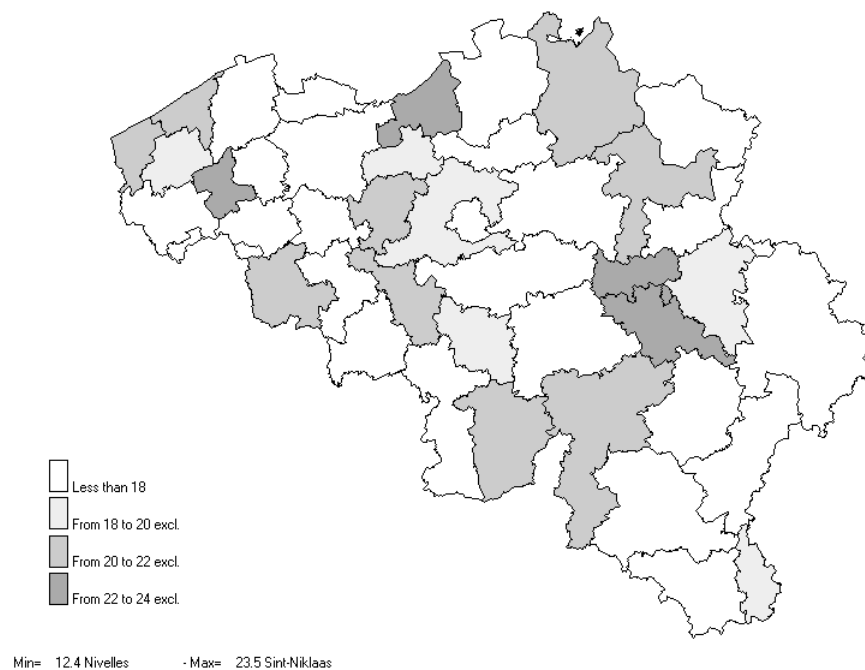 Less than 18
From 18 to 20 excl.
From 20 to 22 excl.
From 22 to 24 excl.
Min= 12.4 Nivelles - Max= 23.5 Sint-Niklaas